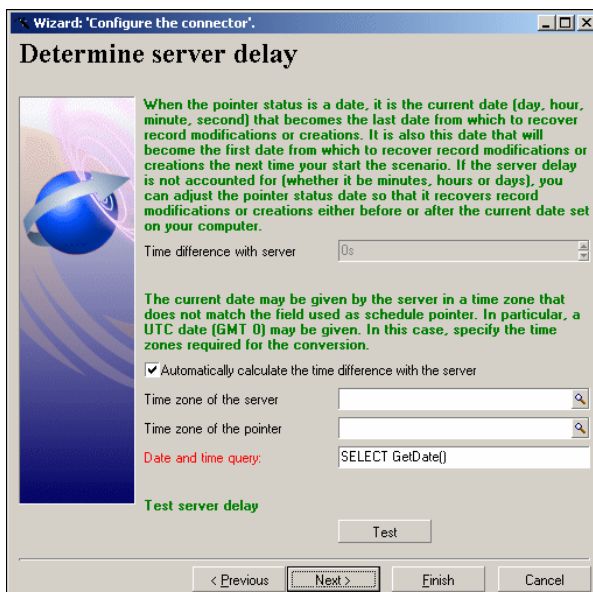 Wizard: 'Configure the connector'.
Determine server delay
When the pointer status is a date, it is the current date (day, hour,
minute, second) that becomes the last date from which to recover
record modifications or creations. It is also this date that will
become the first date from which to recover record modifications or
creations the next time your start the scenario. If the server delay
is not accounted for (whether it be minutes, hours or days), you
can adjust the pointer status date so that it recovers record
modifications or creations either before or after the current date set
on your computer.
Time difference with server 0s
The current date may be given by the server in a time zone that
does not match the field used as schedule pointer. In particular, a
UTC date (GMT 0) may be given. In this case, specify the time
zones required for the conversion.
Automatically calculate the time difference with the server
Time zone of the server
Time zone of the pointer
Date and time query: SELECT GetDate()
Test server delay
Test
< Previous Next > Finish Cancel